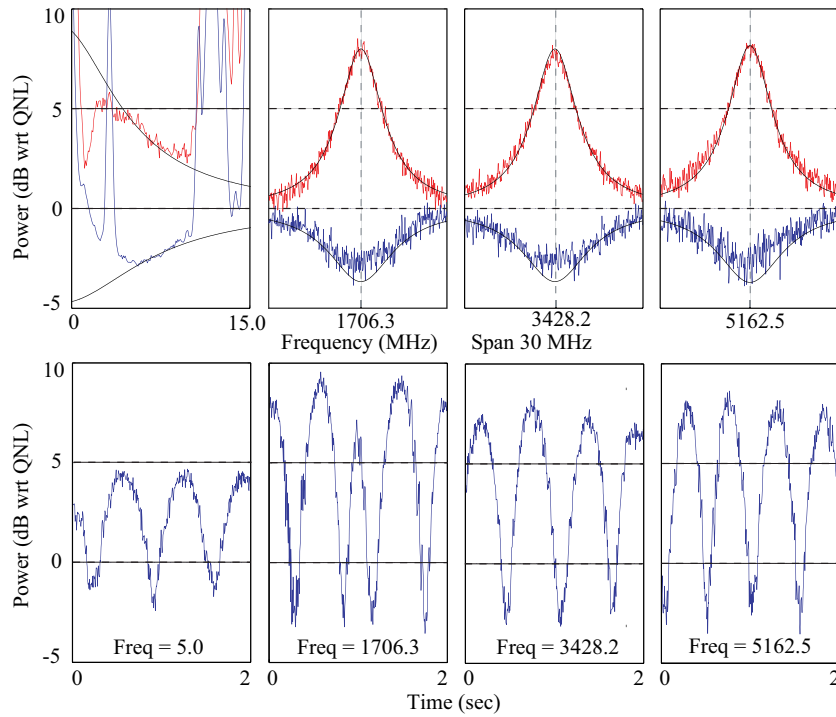 10
5
0
-5
Power (dB wrt QNL)
0
15.0
1706.3
3428.2
5162.5
Frequency (MHz)
Span 30 MHz
10
5
0
-5
Power (dB wrt QNL)
Freq = 5.0
Freq = 1706.3
Freq = 3428.2
Freq = 5162.5
0
2
0
2
0
2
0
2
Time (sec)